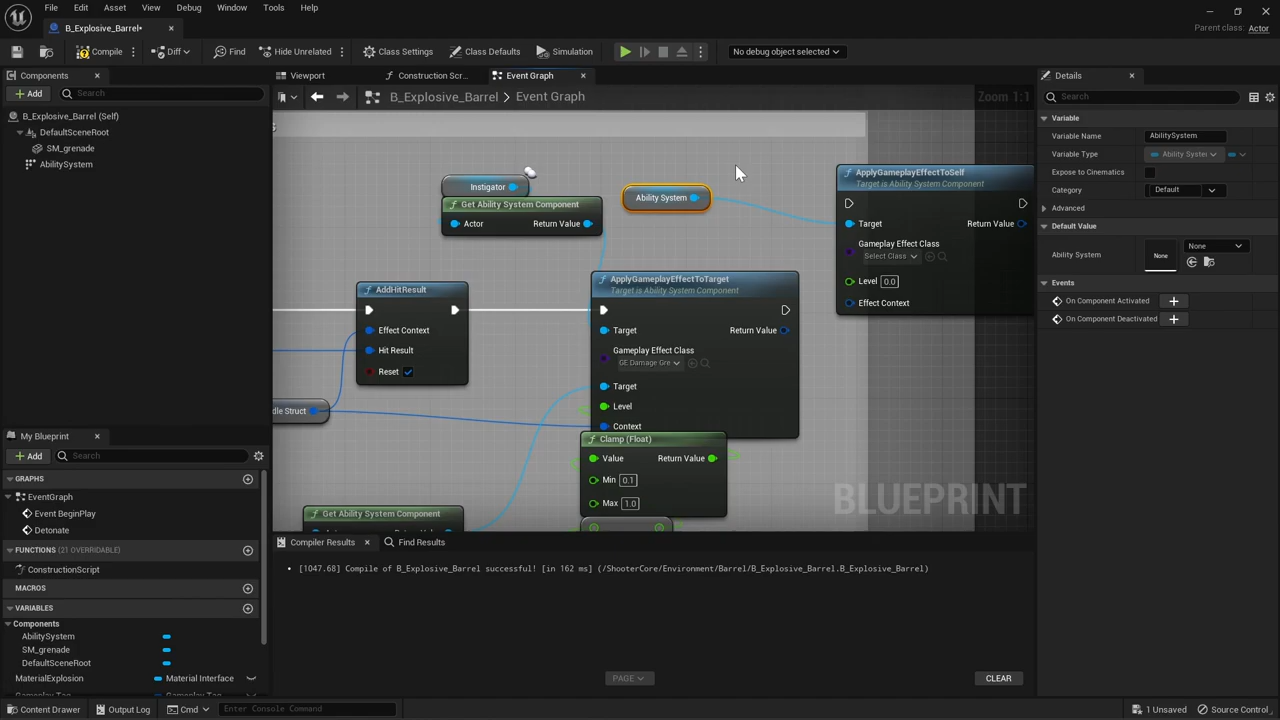 File Edit Asset View Debug Window Tools Help
B_Explosive_Barrel•
Parent class: Actor
Compile Diff Find Hide Unrelated Class Settings Class Defaults Simulation No debug object selected
Components
Add Search
B_Explosive_Barrel (Self)
DefaultSceneRoot
SM_grenade
AbilitySystem
Viewport Construction Scr... Event Graph
B_Explosive_Barrel > Event Graph Zoom 1:1
Instigator
Get Ability System Component
Actor Return Value
Ability System
ApplyGameplayEffectToSelf
Target is Ability System Component
Target Return Value
Gameplay Effect Class
Select Class
Level 0.0
Effect Context
AddHitResult
Effect Context
Hit Result
Reset
ApplyGameplayEffectToTarget
Target is Ability System Component
Target Return Value
Gameplay Effect Class
GE Damage Gre
Target
Level
Context
dle Struct
Clamp (Float)
Value Return Value
Min 0.1
Max 1.0
Get Ability System Component
BLUEPRINT
Details
Search
Variable
Variable Name AbilitySystem
Variable Type Ability Syster
Expose to Cinematics
Category Default
Advanced
Default Value
Ability System None None
Events
On Component Activated
On Component Deactivated
My Blueprint
Add Search
GRAPHS
EventGraph
Event BeginPlay
Detonate
FUNCTIONS (21 OVERRIDABLE)
ConstructionScript
MACROS
VARIABLES
Components
AbilitySystem
SM_grenade
DefaultSceneRoot
MaterialExplosion Material Interface
Gameplay Tag Gameplay Tag
Compiler Results Find Results
[1047.68] Compile of B_Explosive_Barrel successful! [in 162 ms] (/ShooterCore/Environment/Barrel/B_Explosive_Barrel.B_Explosive_Barrel)
PAGE CLEAR
Content Drawer Output Log Cmd Enter Console Command 1 Unsaved Source Control